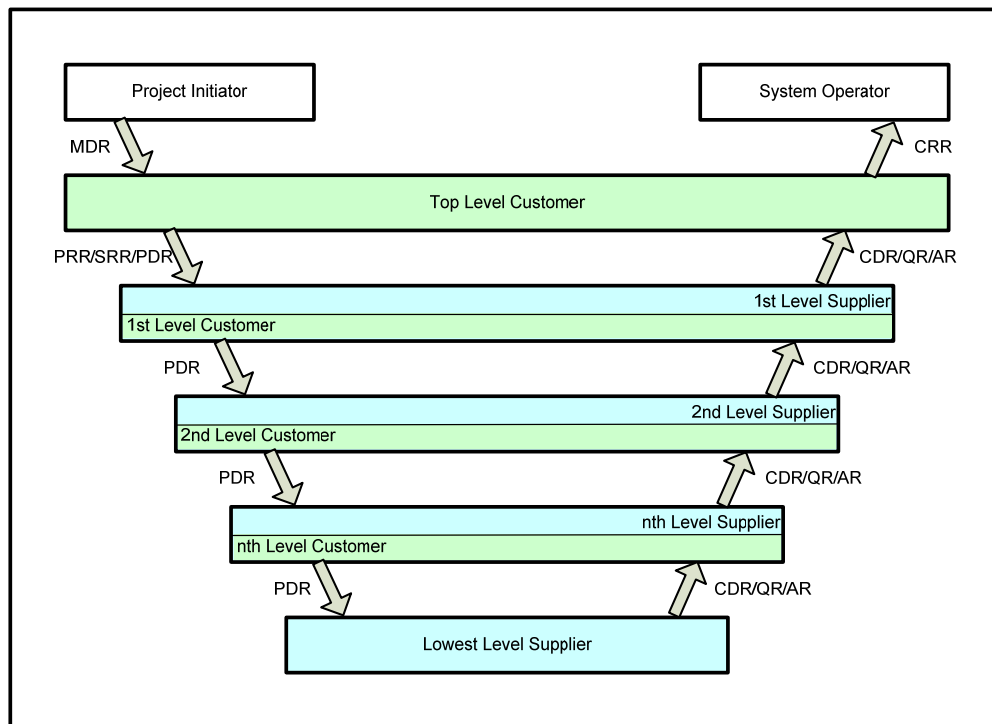 Project Initiator
System Operator
MDR
CRR
Top Level Customer
PRR/SRR/PDR
CDR/QR/AR
1st Level Supplier
1st Level Customer
PDR
CDR/QR/AR
2nd Level Supplier
2nd Level Customer
PDR
CDR/QR/AR
nth Level Supplier
nth Level Customer
PDR
CDR/QR/AR
Lowest Level Supplier